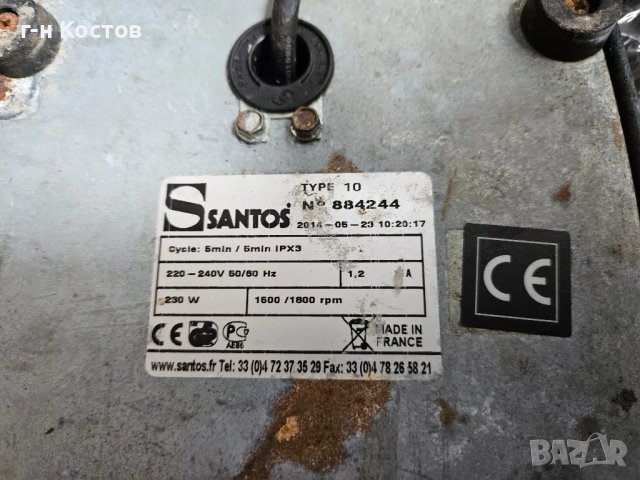 г-н Костов
SANTOS
TYPE 10
N° 884244
2014-05-23 10:20:17
Cycle: 5min / 5min IPX3
220-240V 50/60 Hz 1,2 A
230 W 1500 /1800 rpm
CE
MADE IN
FRANCE
www.santos.fr Tel: 33 (0)4 72 37 35 29 Fax: 33 (0)4 78 26 58 21
CE
BAZAR